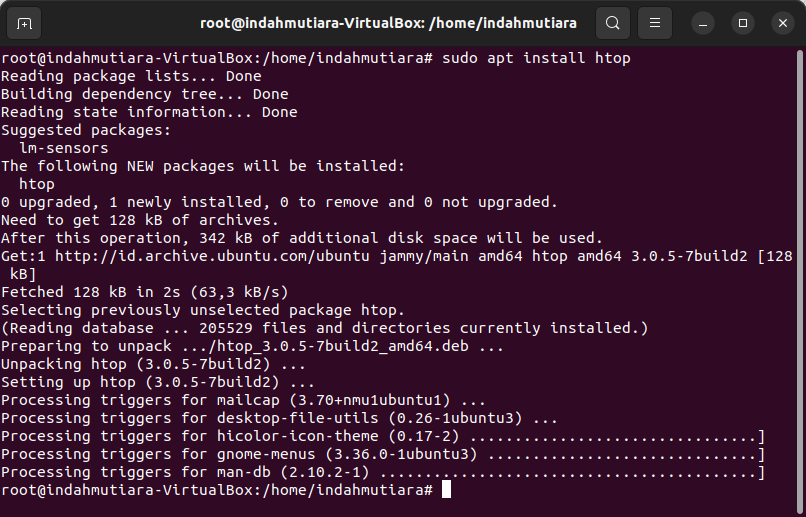 root@indahmutiara-VirtualBox: /home/indahmutiara
root@indahmutiara-VirtualBox:/home/indahmutiara# sudo apt install htop
Reading package lists... Done
Building dependency tree... Done
Reading state information... Done
Suggested packages:
  lm-sensors
The following NEW packages will be installed:
  htop
0 upgraded, 1 newly installed, 0 to remove and 0 not upgraded.
Need to get 128 kB of archives.
After this operation, 342 kB of additional disk space will be used.
Get:1 http://id.archive.ubuntu.com/ubuntu jammy/main amd64 htop amd64 3.0.5-7build2 [128
 kB]
Fetched 128 kB in 2s (63,3 kB/s)
Selecting previously unselected package htop.
(Reading database ... 205529 files and directories currently installed.)
Preparing to unpack .../htop_3.0.5-7build2_amd64.deb ...
Unpacking htop (3.0.5-7build2) ...
Setting up htop (3.0.5-7build2) ...
Processing triggers for mailcap (3.70+nmu1ubuntu1) ...
Processing triggers for desktop-file-utils (0.26-1ubuntu3) ...
Processing triggers for hicolor-icon-theme (0.17-2) ................................]
Processing triggers for gnome-menus (3.36.0-1ubuntu3) ..............................]
Processing triggers for man-db (2.10.2-1) ..........................................]
root@indahmutiara-VirtualBox:/home/indahmutiara#